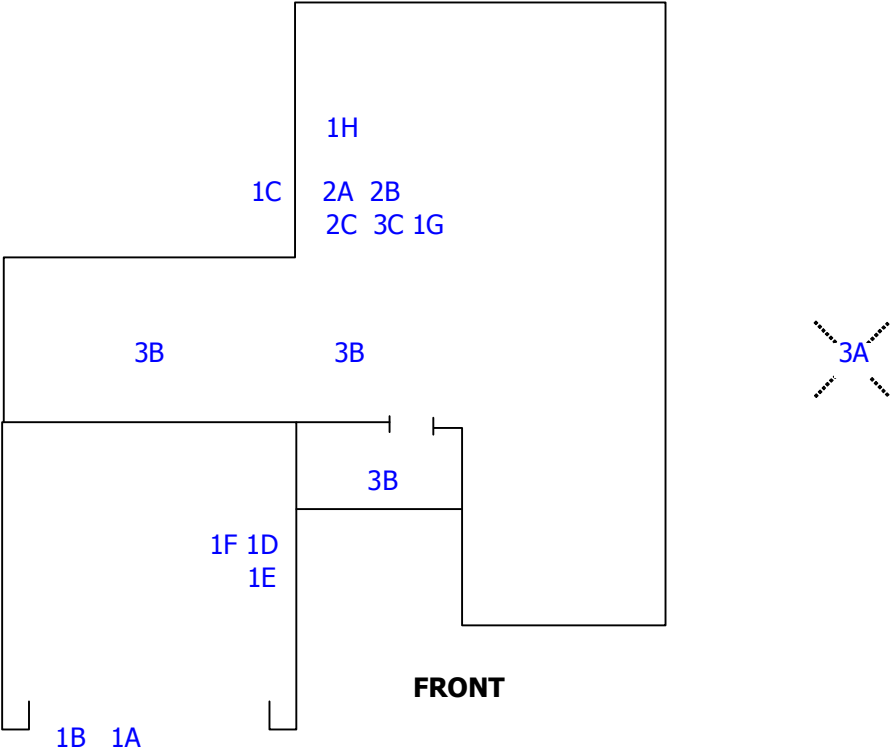 1H
1C 2A 2B
2C 3C 1G
3B 3B 3A
3B
1F 1D
1E
FRONT
1B 1A